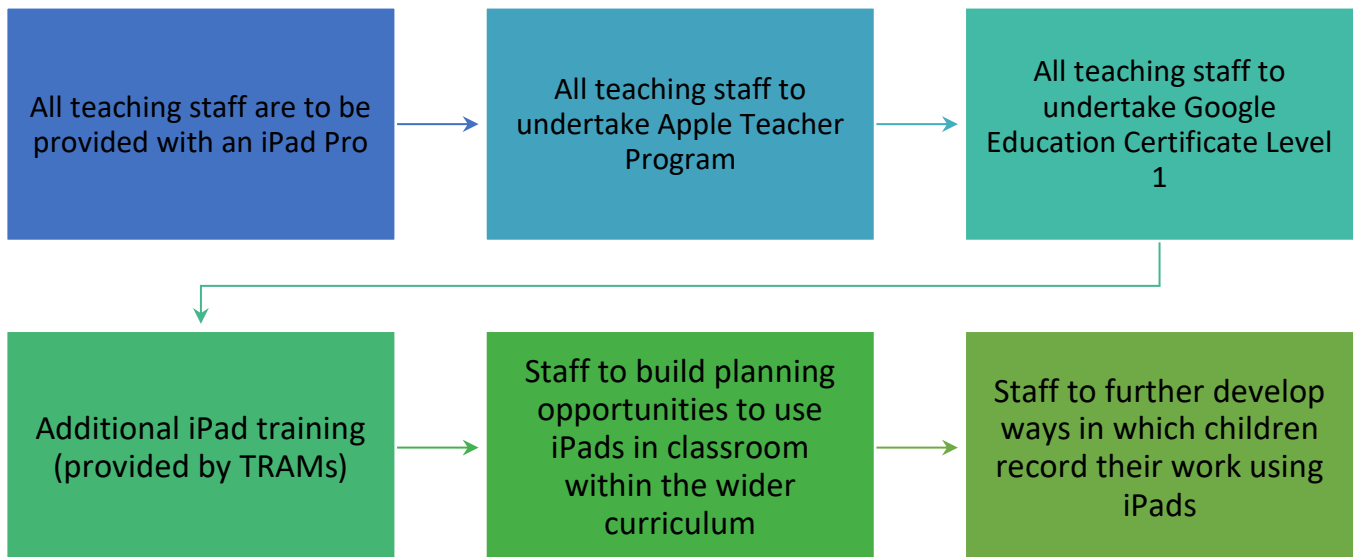 All teaching staff are to be
provided with an iPad Pro
All teaching staff to
undertake Apple Teacher
Program
All teaching staff to
undertake Google
Education Certificate Level
1
Additional iPad training
(provided by TRAMs)
Staff to build planning
opportunities to use
iPads in classroom
within the wider
curriculum
Staff to further develop
ways in which children
record their work using
iPads